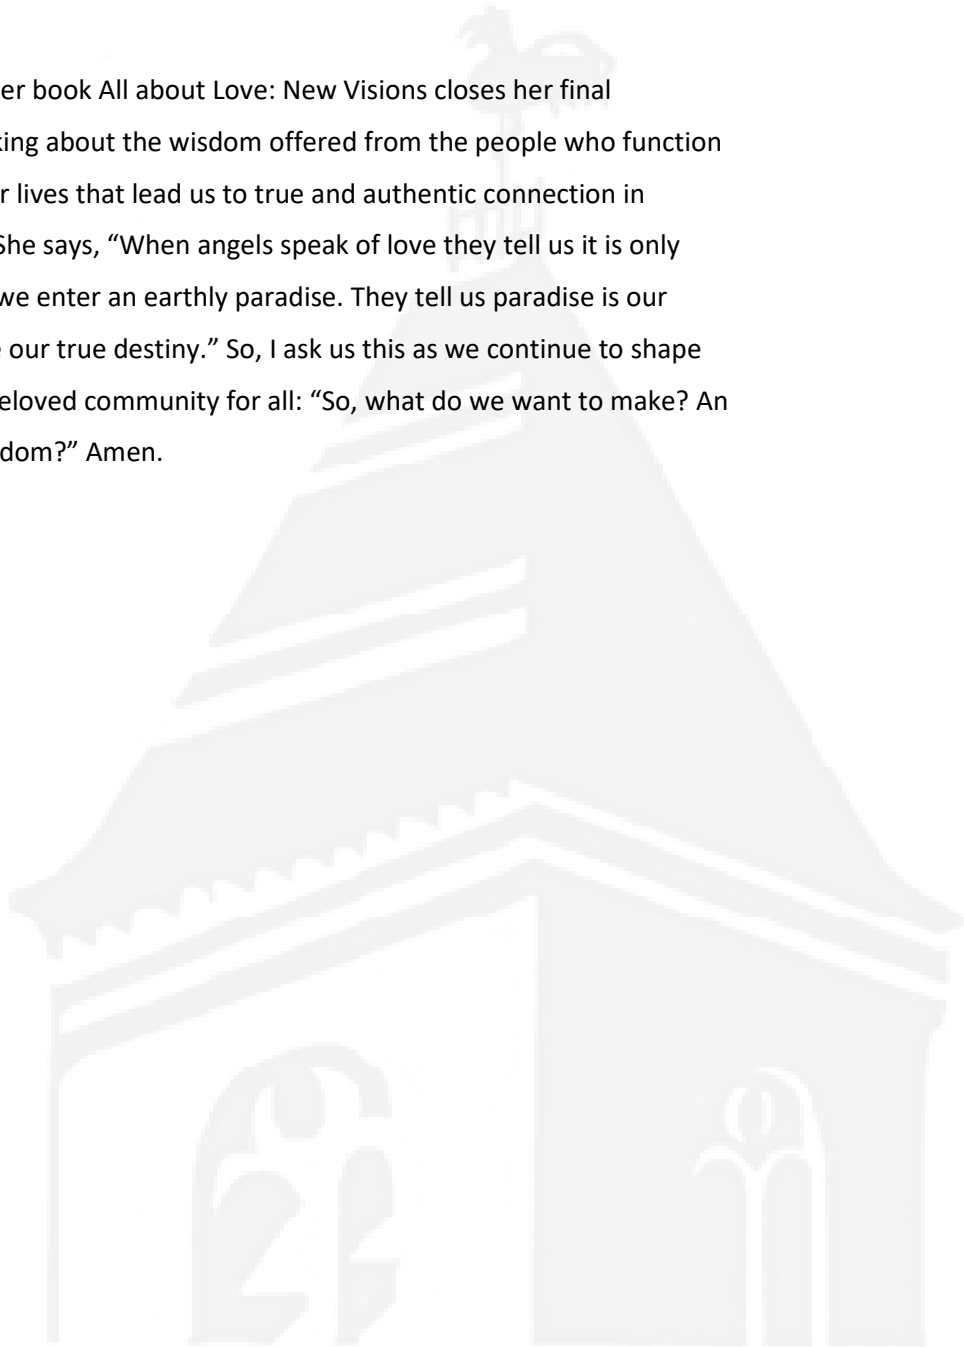 er book All about Love: New Visions closes her final
king about the wisdom offered from the people who function
r lives that lead us to true and authentic connection in
She says, “When angels speak of love they tell us it is only
we enter an earthly paradise. They tell us paradise is our
e our true destiny.” So, I ask us this as we continue to shape
eloved community for all: “So, what do we want to make? An
dom?” Amen.